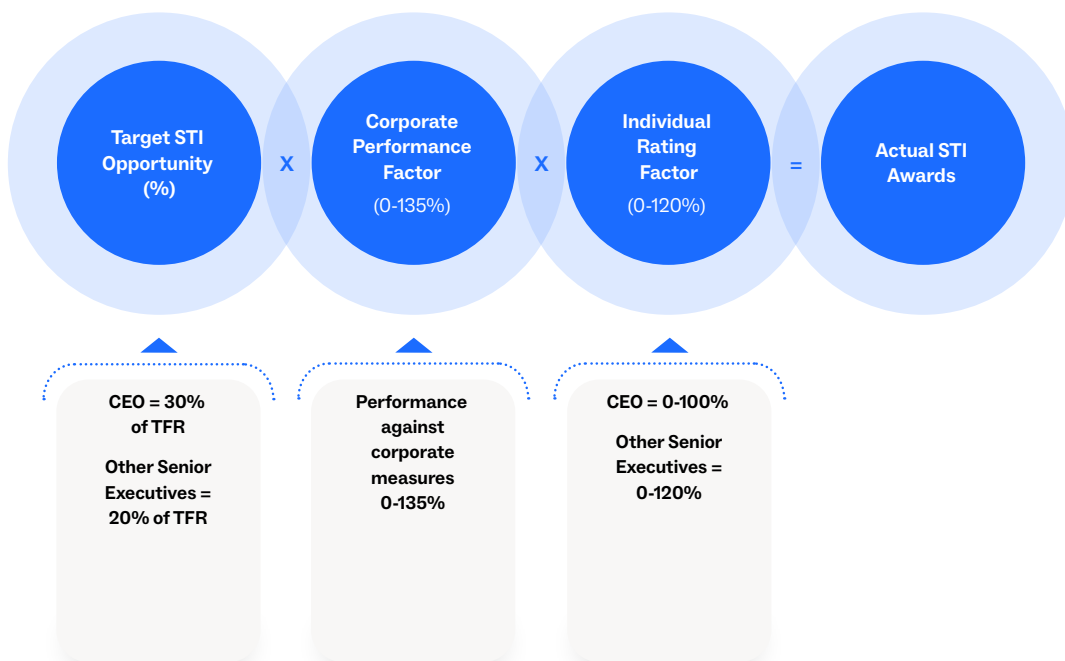 Target STI
Opportunity
(%)
X
Corporate
Performance
Factor
(0-135%)
X
Individual
Rating
Factor
(0-120%)
=
Actual STI
Awards
CEO = 30%
of TFR
Other Senior
Executives =
20% of TFR
Performance
against
corporate
measures
0-135%
CEO = 0-100%
Other Senior
Executives =
0-120%